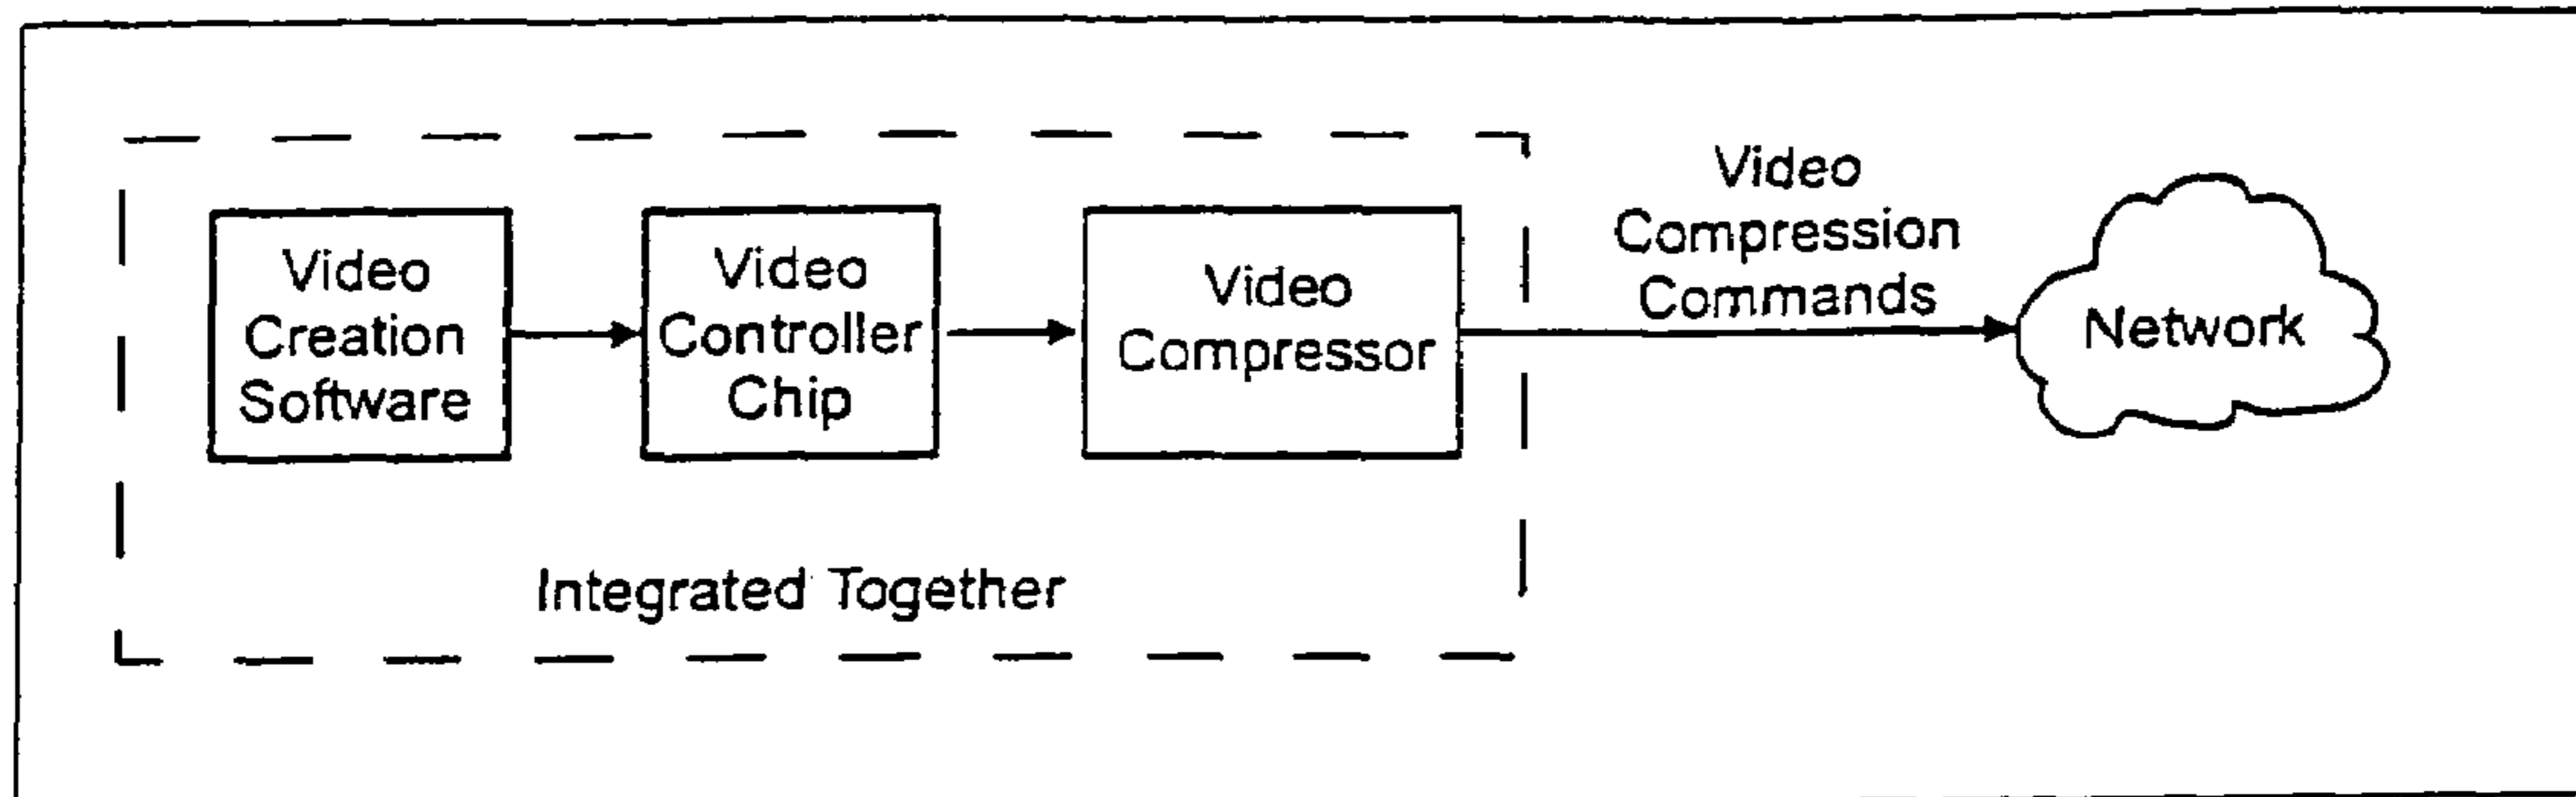 Video
Creation
Software
Video
Controller
Chip
Video
Compressor
Video
Compression
Commands
Network
Integrated Together